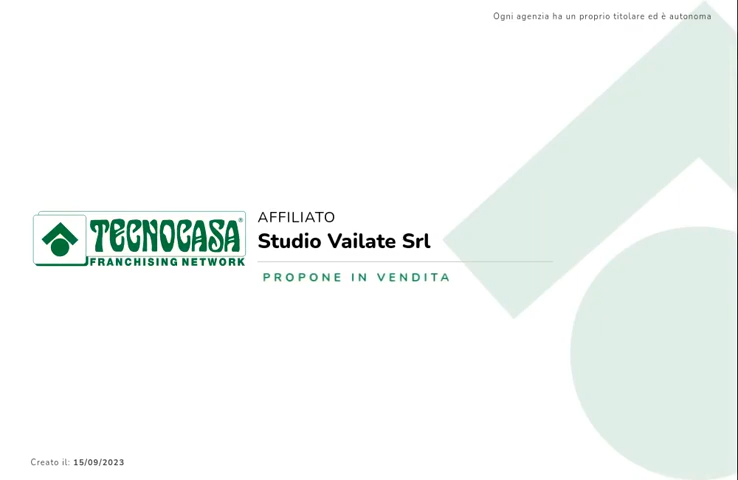 Ogni agenzia ha un proprio titolare ed è autonoma
TECNOCASA®
FRANCHISING NETWORK
AFFILIATO
Studio Vailate Srl
PROPONE IN VENDITA
Creato il: 15/09/2023